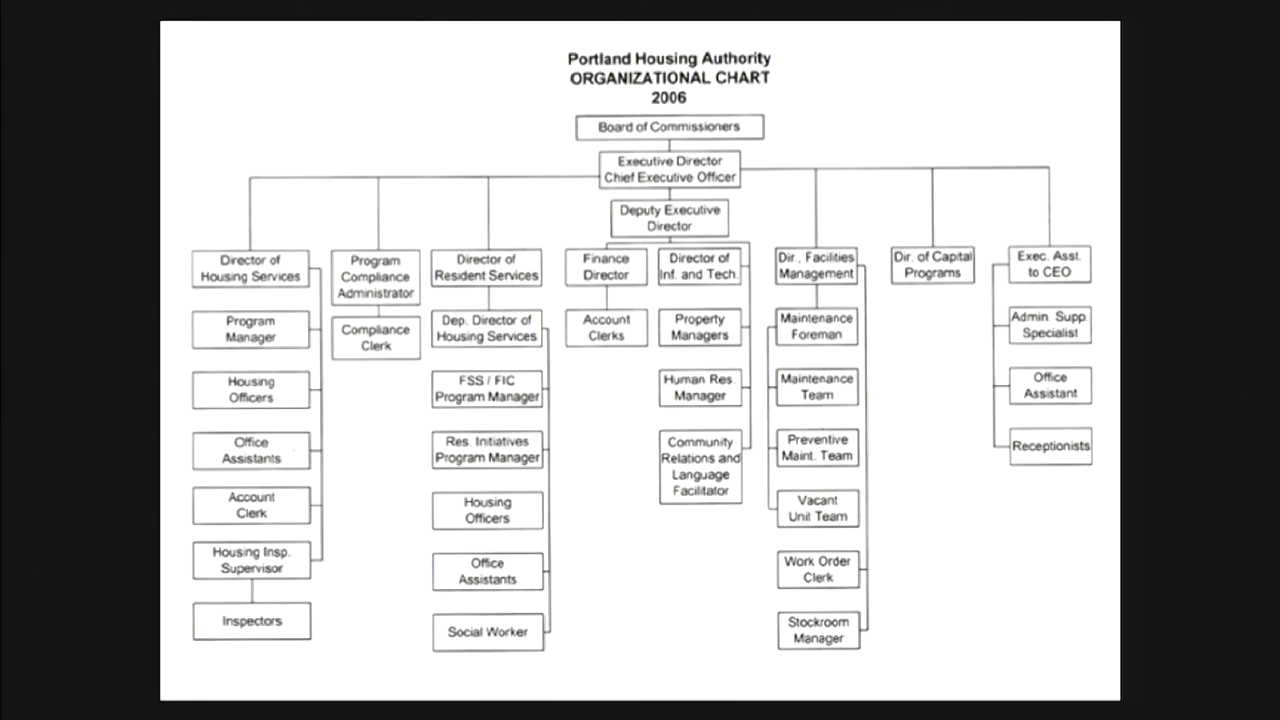 Portland Housing Authority
ORGANIZATIONAL CHART
2006
Board of Commissioners
Executive Director
Chief Executive Officer
Deputy Executive
Director
Director of
Housing Services
Program
Manager
Housing
Officers
Office
Assistants
Account
Clerk
Housing Insp.
Supervisor
Inspectors
Program
Compliance
Administrator
Compliance
Clerk
Director of
Resident Services
Dep. Director of
Housing Services
FSS / FIC
Program Manager
Res. Initiatives
Program Manager
Housing
Officers
Office
Assistants
Social Worker
Finance
Director
Account
Clerks
Director of
Inf. and Tech.
Property
Managers
Human Res.
Manager
Community
Relations and
Language
Facilitator
Dir., Facilities
Management
Maintenance
Foreman
Maintenance
Team
Preventive
Maint. Team
Vacant
Unit Team
Work Order
Clerk
Stockroom
Manager
Dir. of Capital
Programs
Exec. Asst.
to CEO
Admin. Supp.
Specialist
Office
Assistant
Receptionists